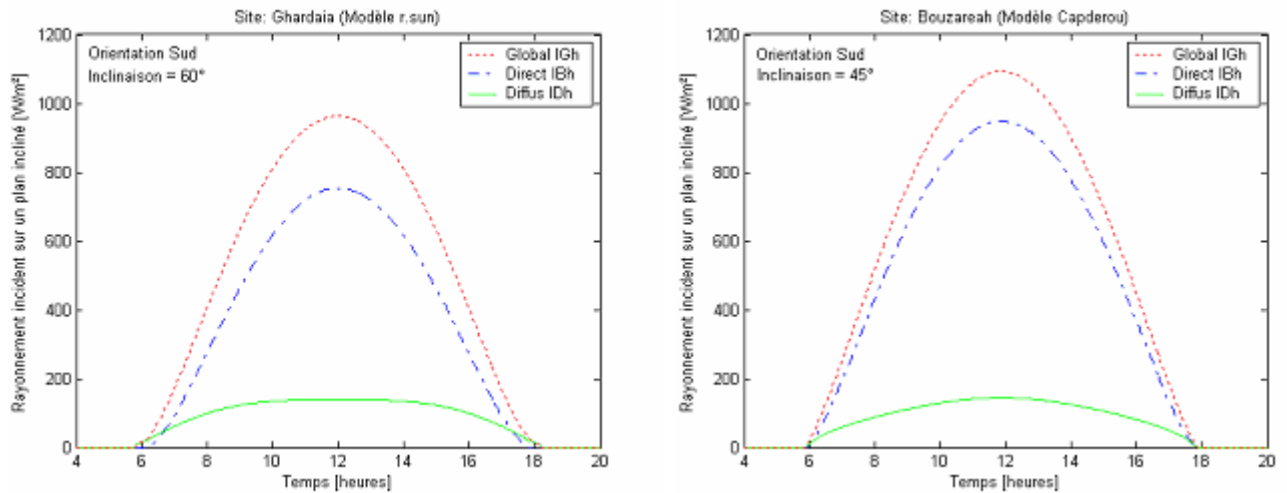 Site: Ghardaia (Modèle r.sun)
Rayonnement incident sur un plan incliné [W/m²]
1200
1000
800
600
400
200
0
Orientation Sud
Inclinaison = 60°
Global IGh
Direct IBh
Diffus IDh
4 6 8 10 12 14 16 18 20
Temps [heures]
Site: Bouzareah (Modèle Capderou)
Rayonnement incident sur un plan incliné [W/m²]
1200
1000
800
600
400
200
0
Orientation Sud
Inclinaison = 45°
Global IGh
Direct IBh
Diffus IDh
4 6 8 10 12 14 16 18 20
Temps [heures]